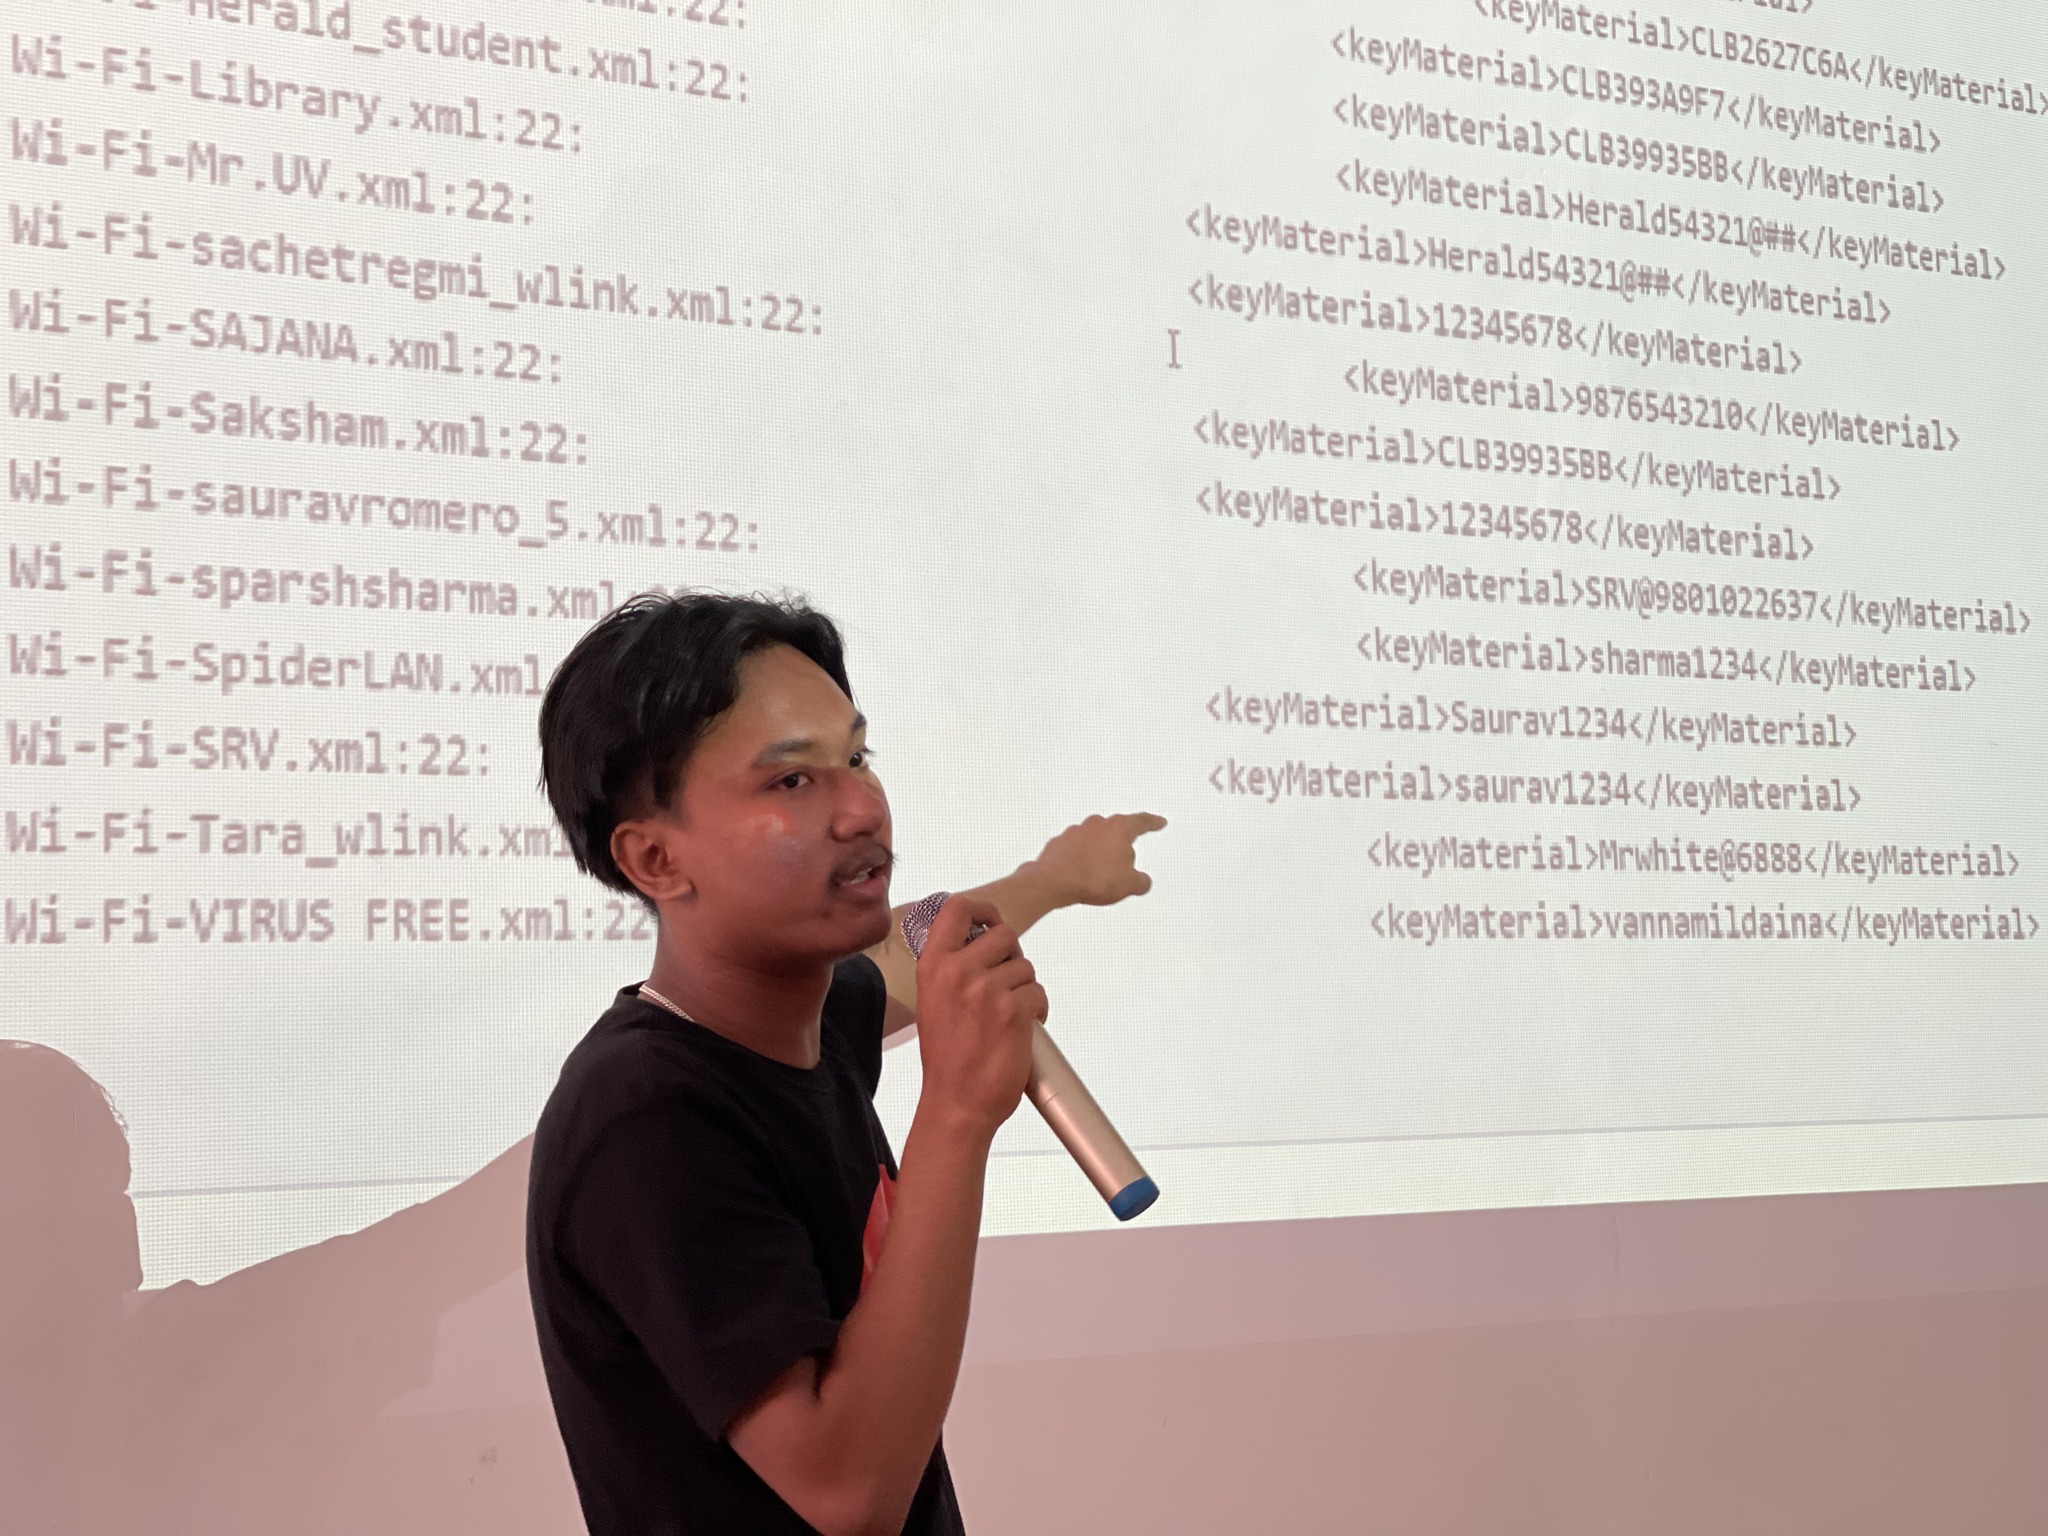 <keyMaterial>CLB2627C6A</keyMaterial>
<keyMaterial>CLB393A9F7</keyMaterial>
:22: <keyMaterial>CLB39935BB</keyMaterial>
Herald_student.xml:22: <keyMaterial>Herald54321@##</keyMaterial>
Wi-Fi-Library.xml:22: <keyMaterial>Herald54321@##</keyMaterial>
Wi-Fi-Mr.UV.xml:22: <keyMaterial>12345678</keyMaterial>
Wi-Fi-sachetregmi_wlink.xml:22: <keyMaterial>9876543210</keyMaterial>
Wi-Fi-SAJANA.xml:22: <keyMaterial>CLB39935BB</keyMaterial>
Wi-Fi-Saksham.xml:22: <keyMaterial>12345678</keyMaterial>
Wi-Fi-sauravromero_5.xml:22: <keyMaterial>SRV@9801022637</keyMaterial>
Wi-Fi-sparshsharma.xml <keyMaterial>sharma1234</keyMaterial>
Wi-Fi-SpiderLAN.xml <keyMaterial>Saurav1234</keyMaterial>
Wi-Fi-SRV.xml:22: <keyMaterial>saurav1234</keyMaterial>
Wi-Fi-Tara_wlink.xml <keyMaterial>Mrwhite@6888</keyMaterial>
Wi-Fi-VIRUS FREE.xml:22 <keyMaterial>vannamildaina</keyMaterial>